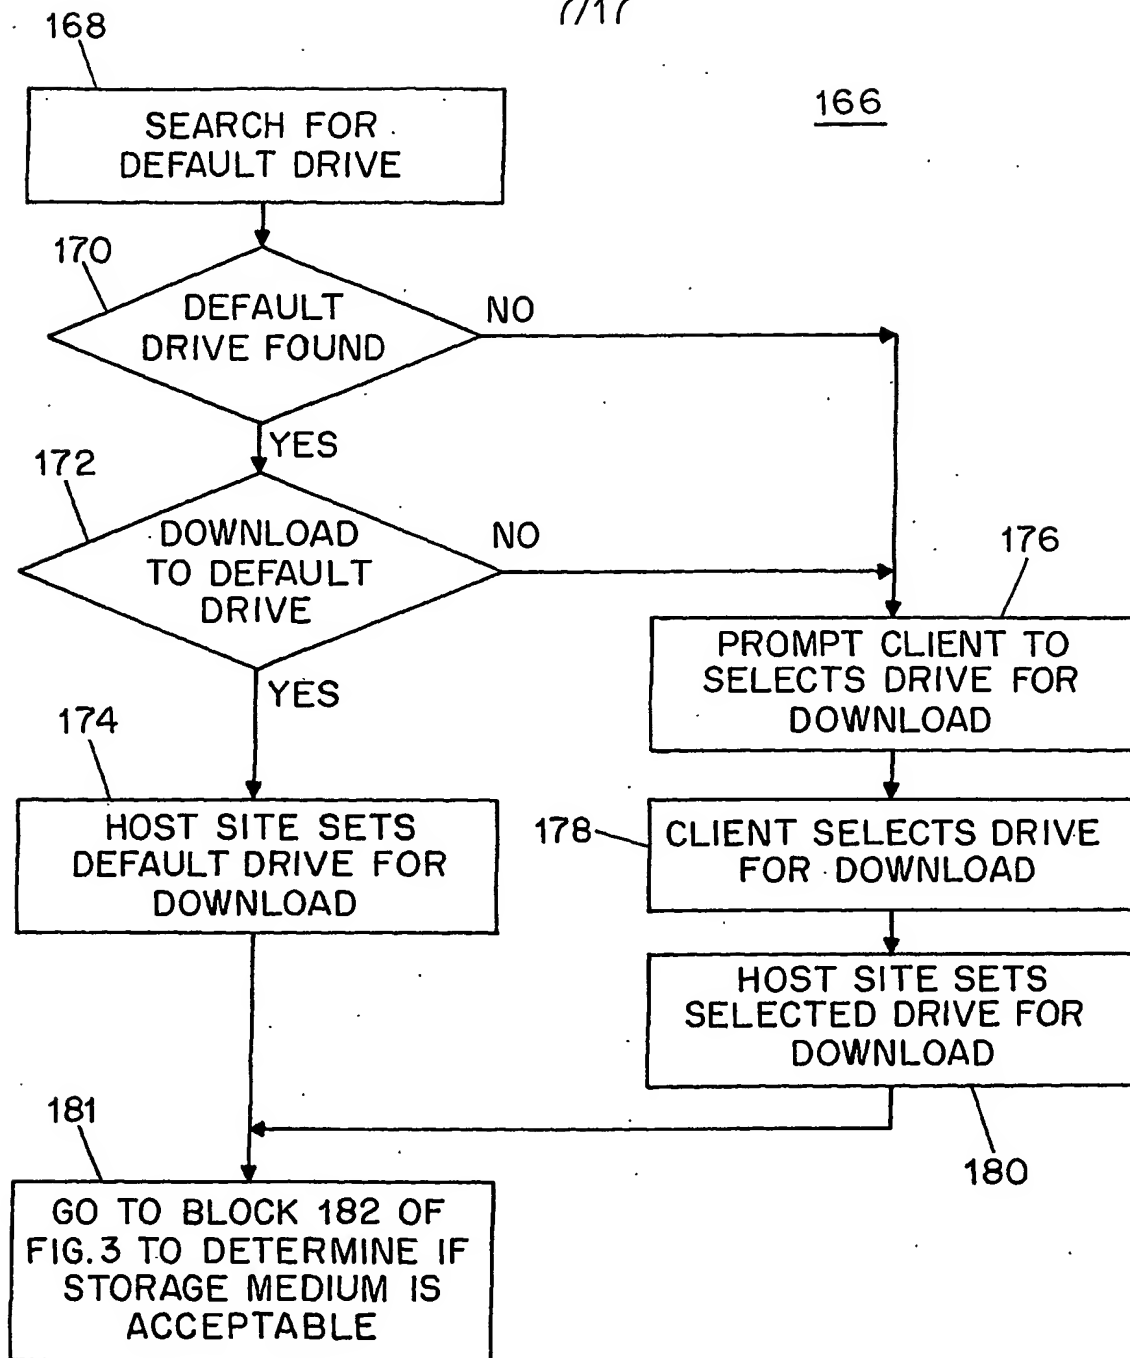 7/17
168
166
SEARCH FOR
DEFAULT DRIVE
170
DEFAULT
DRIVE FOUND
NO
YES
172
DOWNLOAD
TO DEFAULT
DRIVE
NO
YES
176
PROMPT CLIENT TO
SELECTS DRIVE FOR
DOWNLOAD
174
HOST SITE SETS
DEFAULT DRIVE FOR
DOWNLOAD
178
CLIENT SELECTS DRIVE
FOR DOWNLOAD
HOST SITE SETS
SELECTED DRIVE FOR
DOWNLOAD
180
181
GO TO BLOCK 182 OF
FIG.3 TO DETERMINE IF
STORAGE MEDIUM IS
ACCEPTABLE